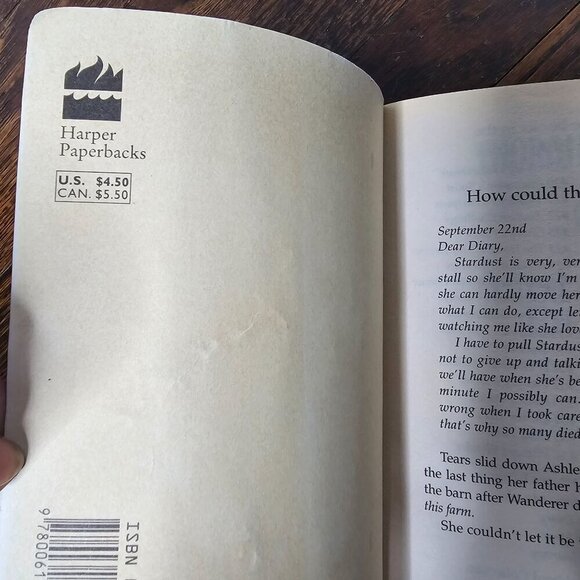 Harper
Paperbacks
U.S. $4.50
CAN. $5.50
ISBN
9 780061
How could th
September 22nd
Dear Diary,
Stardust is very, ver
stall so she'll know I'm
she can hardly move her
what I can do, except le
watching me like she lov
I have to pull Stardus
not to give up and talki
we'll have when she's be
minute I possibly can.
wrong when I took care
that's why so many died
Tears slid down Ashle
the last thing her father h
the barn after Wanderer d
this farm.
She couldn't let it be